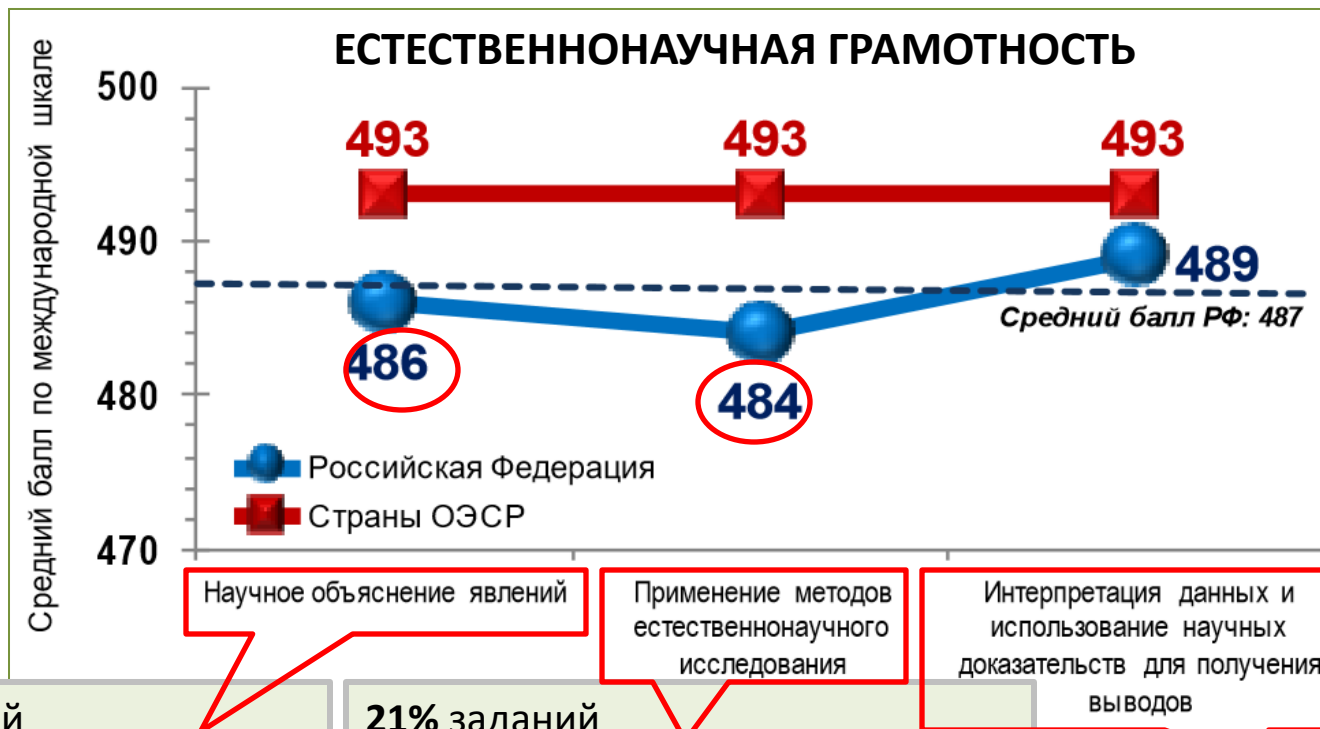 ЕСТЕСТВЕННОНАУЧНАЯ ГРАМОТНОСТЬ
Средний балл по международной шкале
500
490
480
470
493
493
493
486
484
489
Средний балл РФ: 487
Российская Федерация
Страны ОЭСР
Научное объяснение явлений
Применение методов
естественнонаучного
исследования
Интерпретация данных и
использование научных
доказательств для получения
выводов
21% заданий